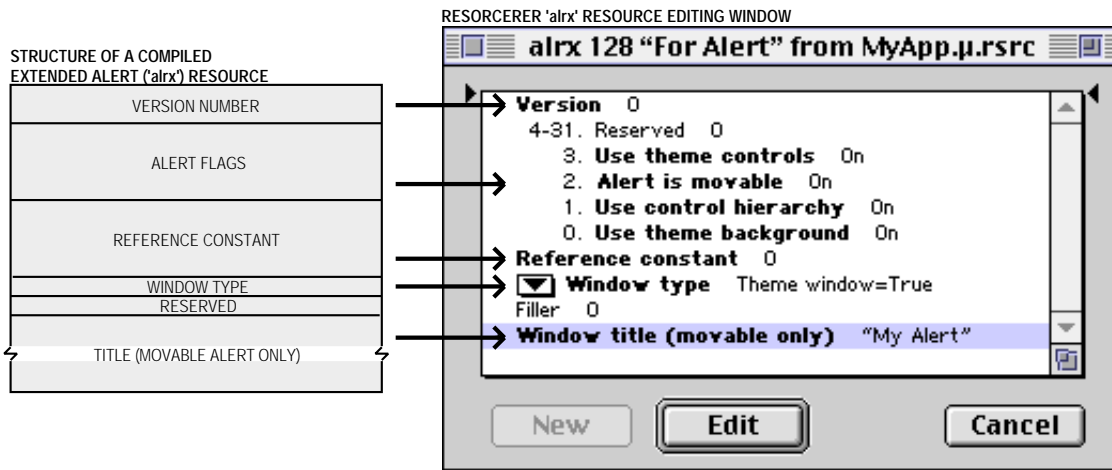 RESORCERER 'alrx' RESOURCE EDITING WINDOW
STRUCTURE OF A COMPILED
EXTENDED ALERT ('alrx') RESOURCE
VERSION NUMBER
ALERT FLAGS
REFERENCE CONSTANT
WINDOW TYPE
RESERVED
TITLE (MOVABLE ALERT ONLY)
alrx 128 “For Alert” from MyApp.µ.rsrc
Version 0
4-31. Reserved 0
3. Use theme controls On
2. Alert is movable On
1. Use control hierarchy On
0. Use theme background On
Reference constant 0
Window type Theme window=True
Filler 0
Window title (movable only) “My Alert”
New Edit Cancel